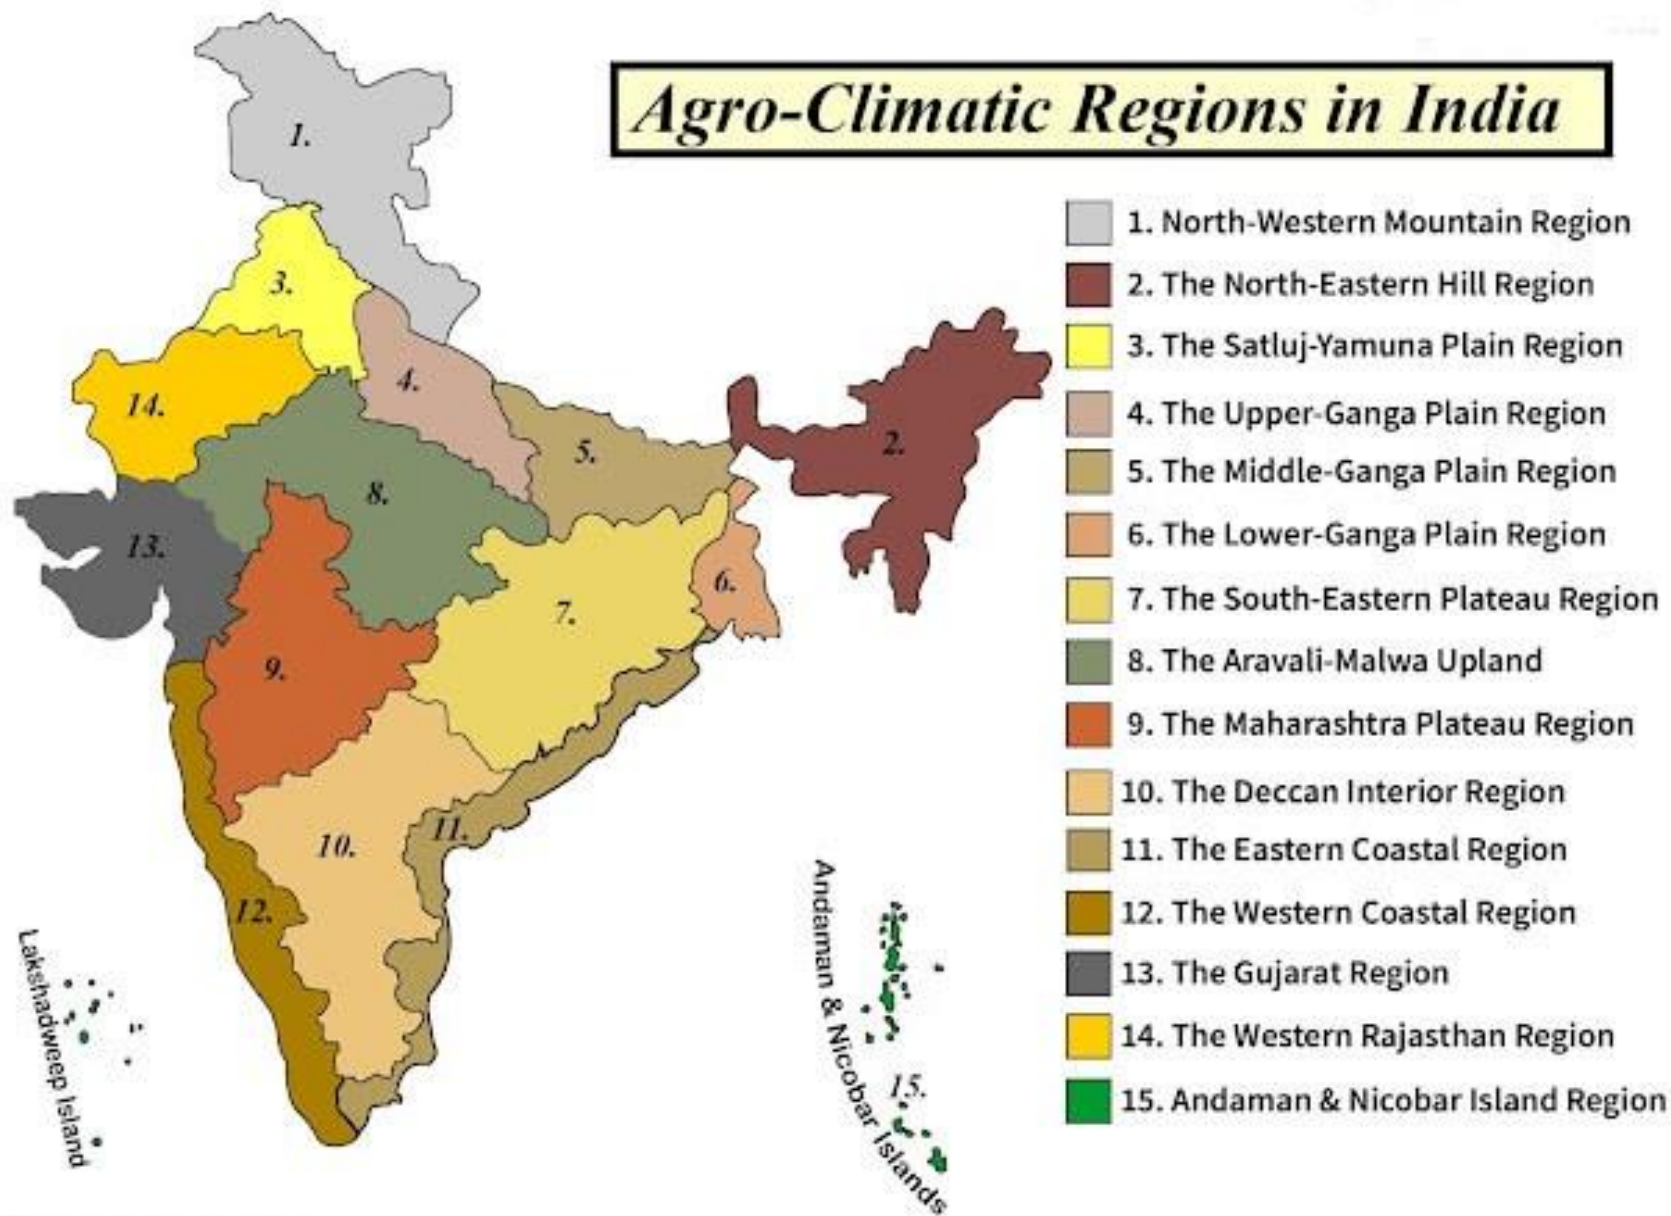 Agro-Climatic Regions in India
1. North-Western Mountain Region
2. The North-Eastern Hill Region
3. The Satluj-Yamuna Plain Region
4. The Upper-Ganga Plain Region
5. The Middle-Ganga Plain Region
6. The Lower-Ganga Plain Region
7. The South-Eastern Plateau Region
8. The Aravali-Malwa Upland
9. The Maharashtra Plateau Region
10. The Deccan Interior Region
11. The Eastern Coastal Region
12. The Western Coastal Region
13. The Gujarat Region
14. The Western Rajasthan Region
15. Andaman & Nicobar Island Region
1.
3.
4.
14.
5.
2.
8.
13.
6.
7.
9.
11.
10.
12.
15.
Lakshadweep Island
Andaman & Nicobar Islands